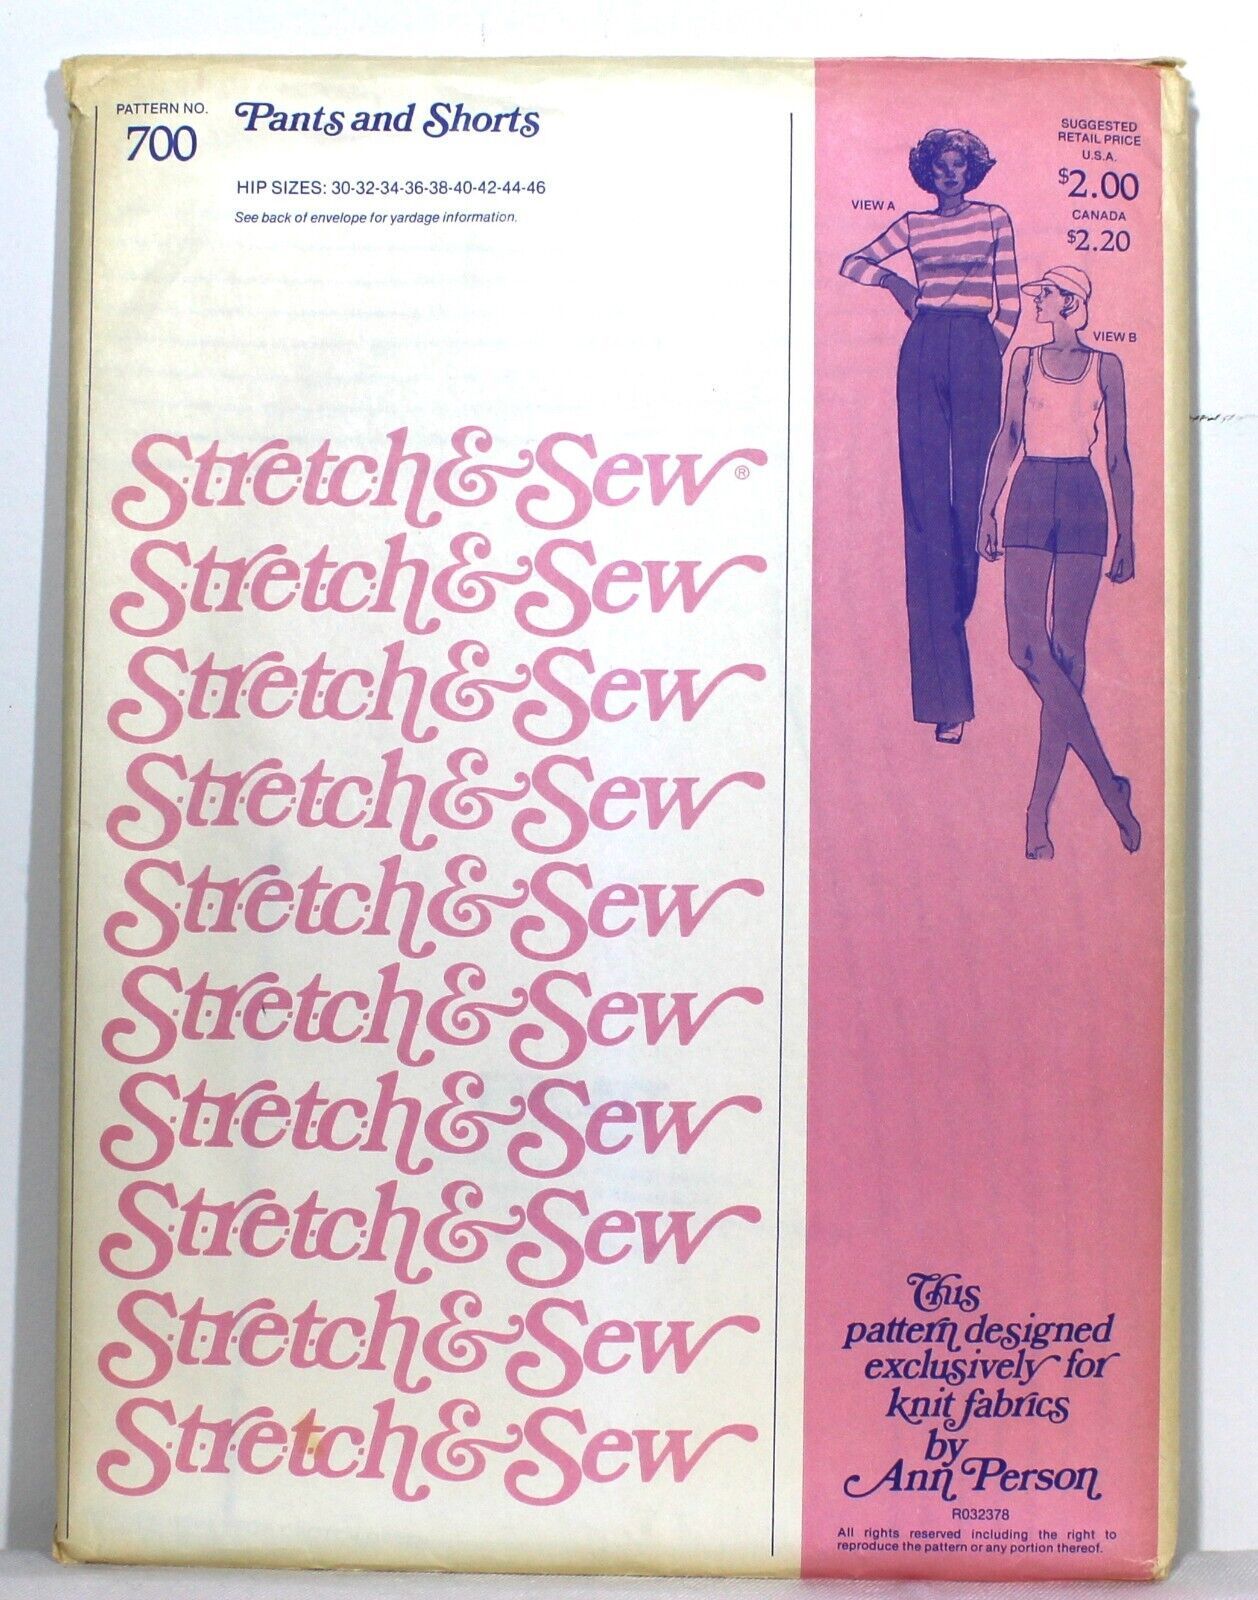 PATTERN NO.
700
Pants and Shorts
HIP SIZES: 30-32-34-36-38-40-42-44-46
See back of envelope for yardage information.
Stretch & Sew®
Stretch & Sew
Stretch & Sew
Stretch & Sew
Stretch & Sew
Stretch & Sew
Stretch & Sew
Stretch & Sew
Stretch & Sew
Stretch & Sew
SUGGESTED
RETAIL PRICE
U.S.A.
$2.00
CANADA
$2.20
VIEW A
VIEW B
This
pattern designed
exclusively for
knit fabrics
by
Ann Person
R032378
All rights reserved including the right to
reproduce the pattern or any portion thereof.